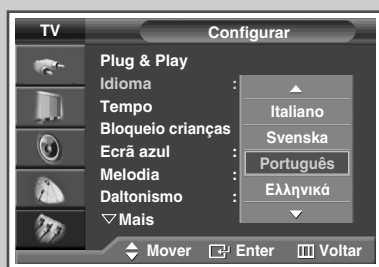 TV
Configurar
Plug & Play
Idioma :
Tempo
Bloqueio crianças
Ecrã azul :
Melodia :
Daltonismo :
▽Mais
Italiano
Svenska
Português
Ελληνικά
Mover Enter Voltar